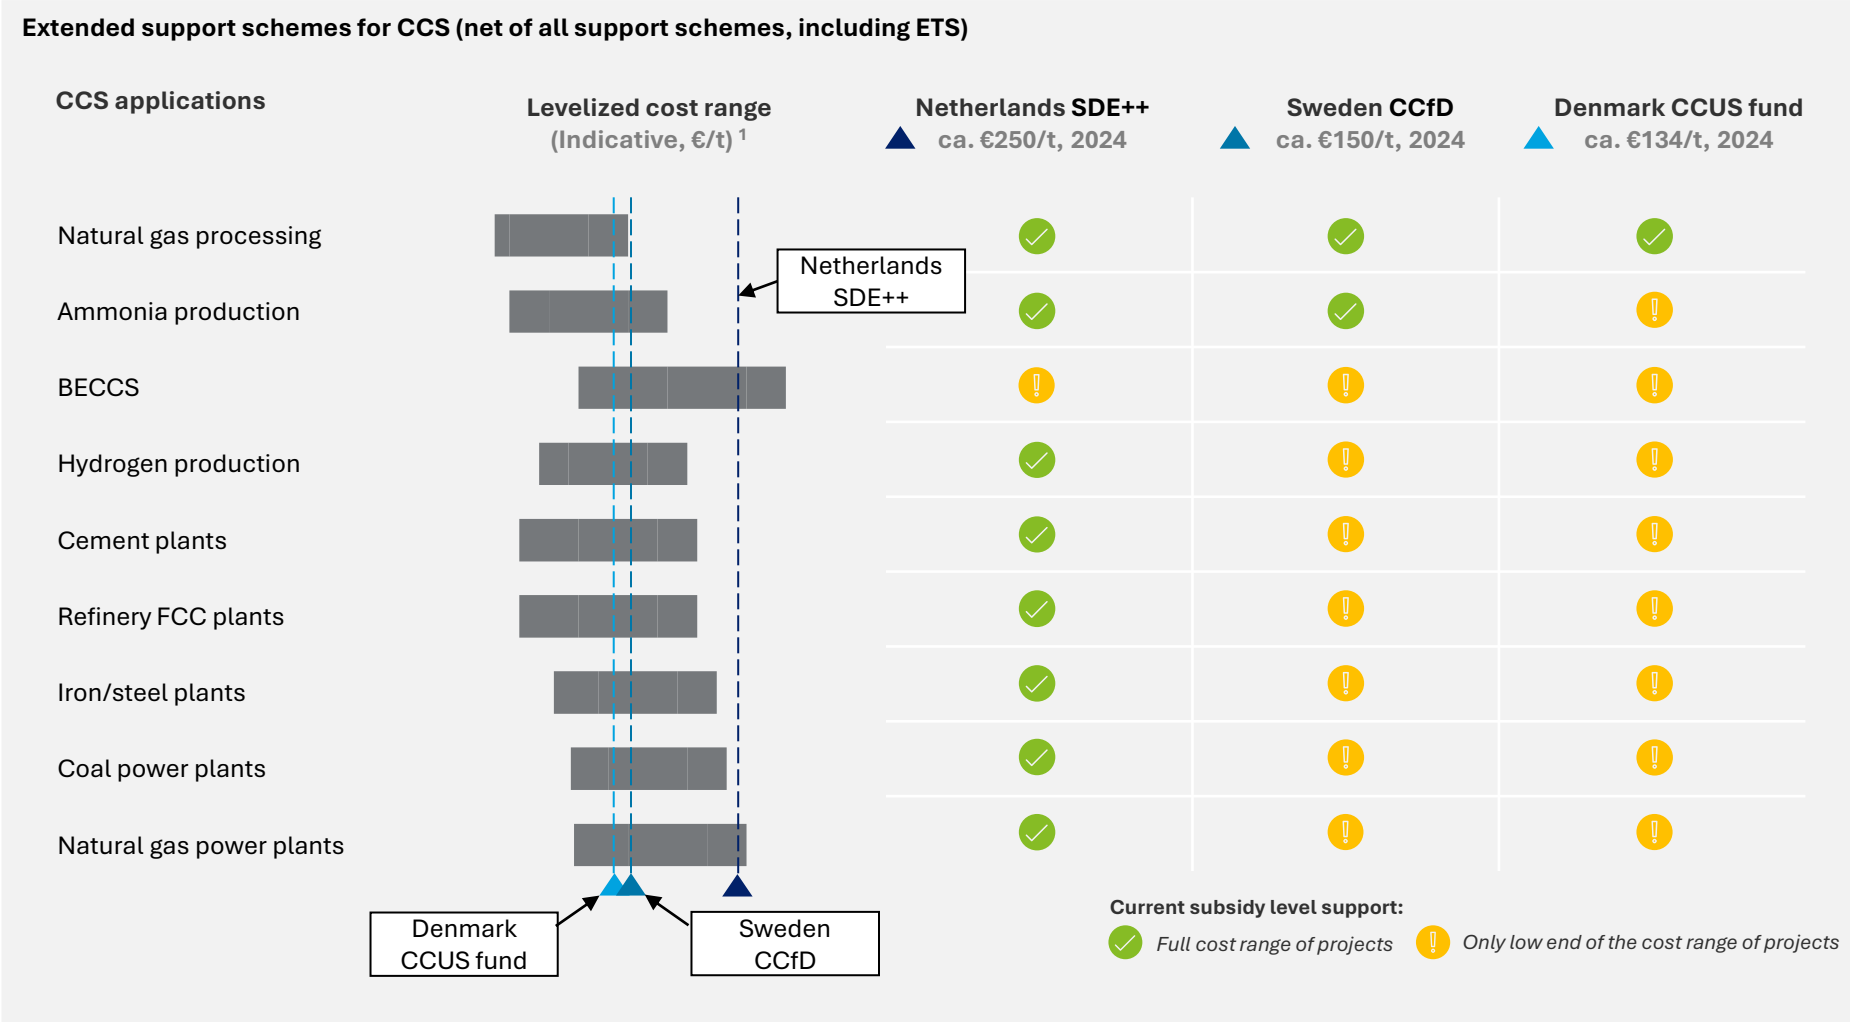 Extended support schemes for CCS (net of all support schemes, including ETS)
CCS applications
Levelized cost range
(Indicative, €/t) 1
Netherlands SDE++
ca. €250/t, 2024
Sweden CCfD
ca. €150/t, 2024
Denmark CCUS fund
ca. €134/t, 2024
Natural gas processing
Ammonia production
BECCS
Hydrogen production
Cement plants
Refinery FCC plants
Iron/steel plants
Coal power plants
Natural gas power plants
Netherlands
SDE++
Denmark
CCUS fund
Sweden
CCfD
Current subsidy level support:
Full cost range of projects
Only low end of the cost range of projects